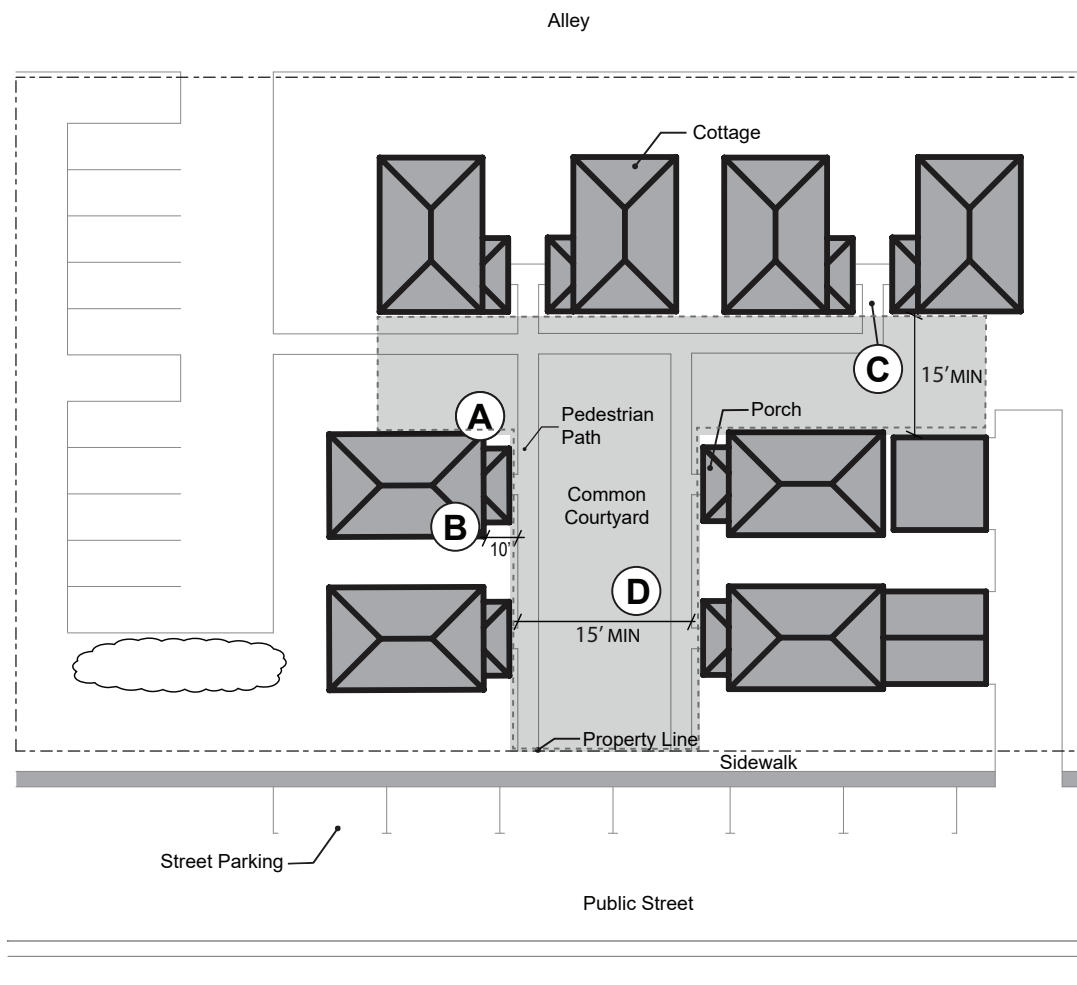 Alley
Cottage
C
15' MIN
A
Pedestrian
Path
Porch
Common
Courtyard
B
10'
D
15' MIN
Property Line
Sidewalk
Street Parking
Public Street